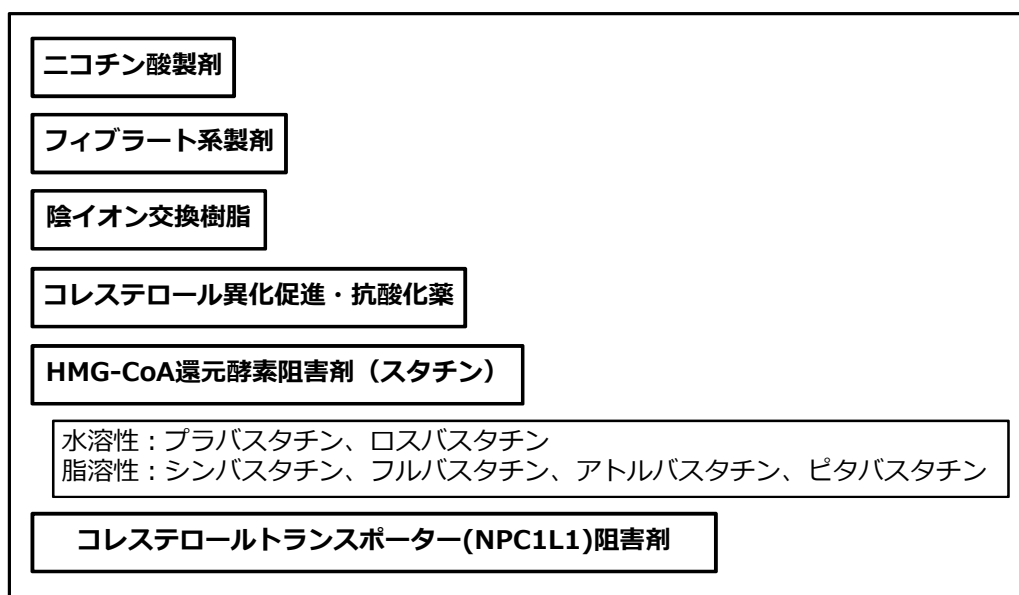 ニコチン酸製剤
フィブラート系製剤
陰イオン交換樹脂
コレステロール異化促進・抗酸化薬
HMG-CoA還元酵素阻害剤（スタチン）
水溶性：プラバスタチン、ロスバスタチン
脂溶性：シンバスタチン、フルバスタチン、アトルバスタチン、ピタバスタチン
コレステロールトランスポーター(NPC1L1)阻害剤